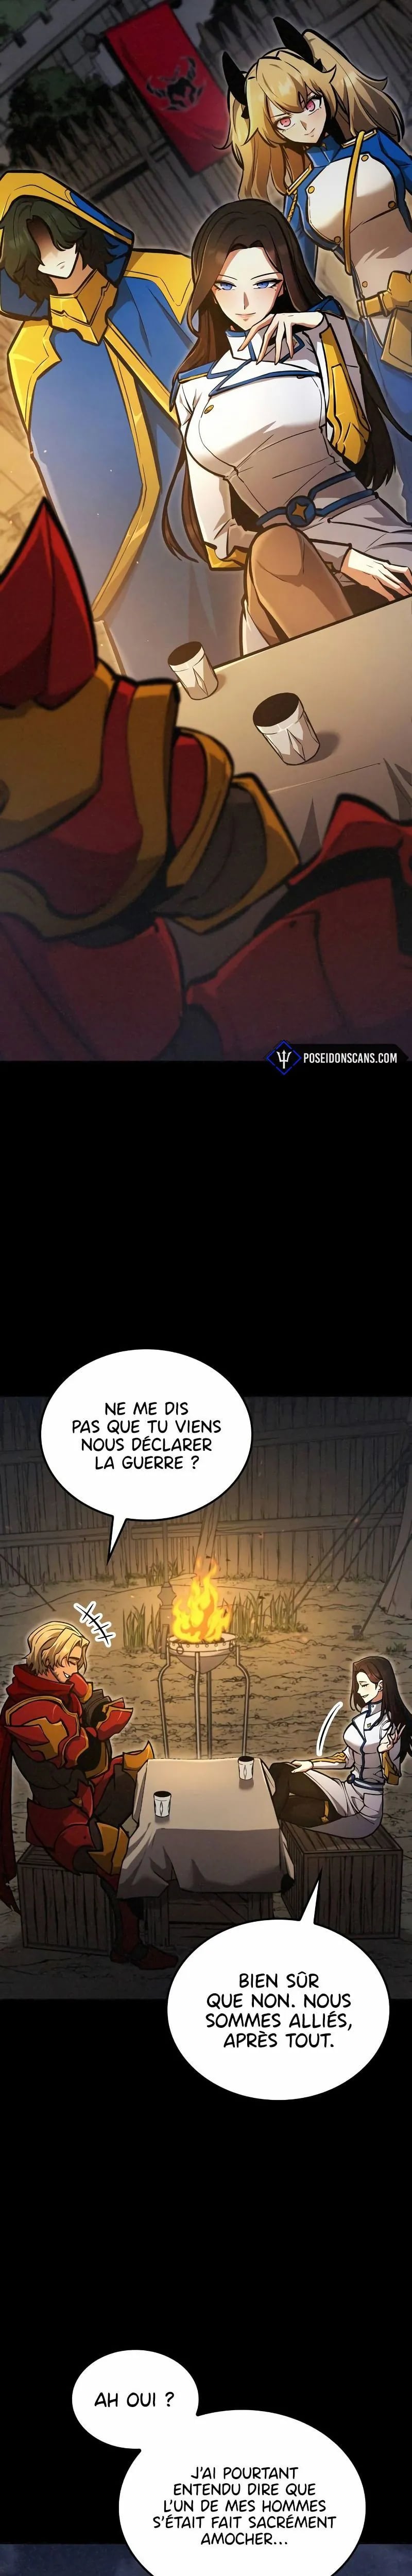 POSEIDONSCANS.COM
NE ME DIS
PAS QUE TU VIENS
NOUS DÉCLARER
LA GUERRE ?
BIEN SÛR
QUE NON. NOUS
SOMMES ALLIÉS,
APRÈS TOUT.
AH OUI ?
J'AI POURTANT
ENTENDU DIRE QUE
L'UN DE MES HOMMES
S'ÉTAIT FAIT SACRÉMENT
AMOCHER...